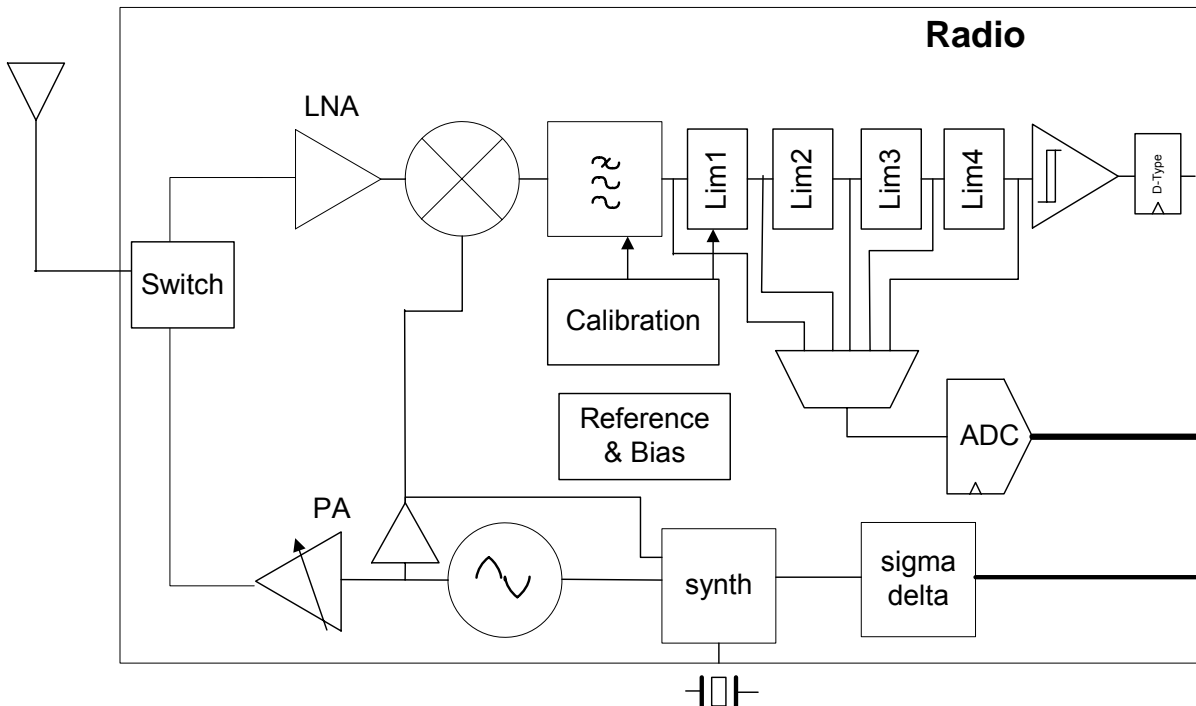 Radio
LNA
Lim1
Lim2
Lim3
Lim4
D-Type
Switch
Calibration
Reference
& Bias
ADC
PA
synth
sigma
delta